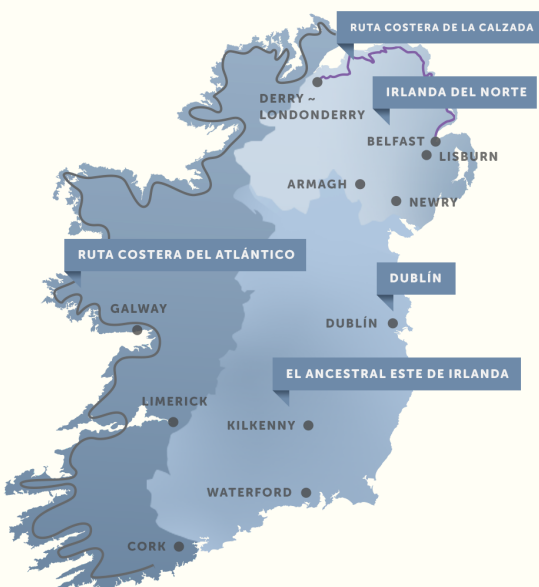 RUTA COSTERA DE LA CALZADA
IRLANDA DEL NORTE
DERRY ~
LONDONDERRY
BELFAST
LISBURN
ARMAGH
NEWRY
RUTA COSTERA DEL ATLÁNTICO
DUBLÍN
GALWAY
DUBLÍN
EL ANCESTRAL ESTE DE IRLANDA
LIMERICK
KILKENNY
WATERFORD
CORK